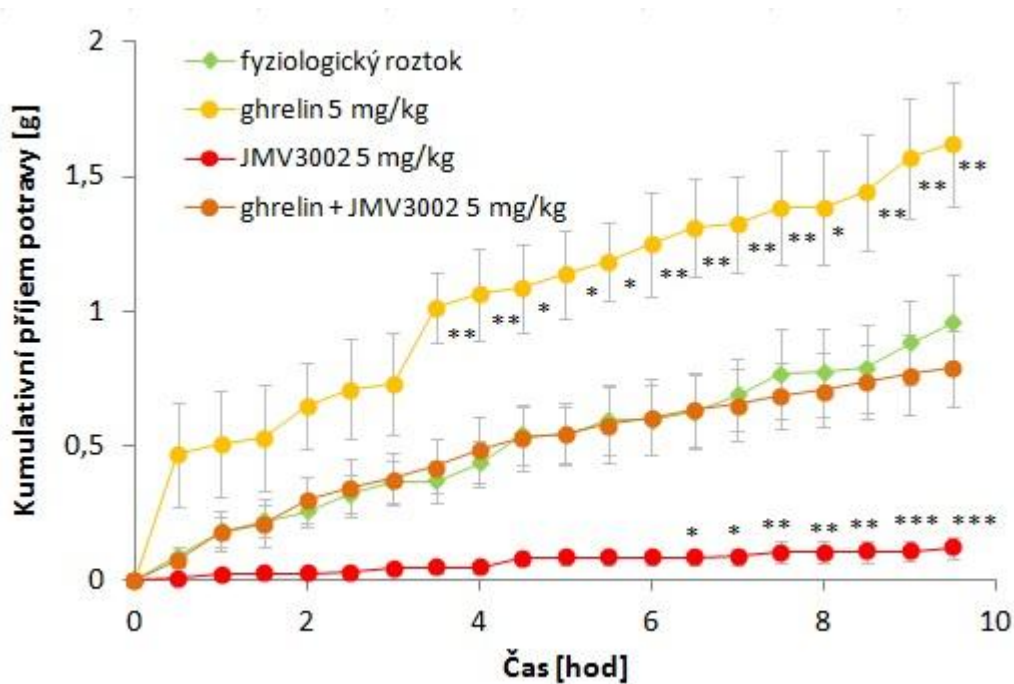 2
fyziologický roztok
ghrelin 5 mg/kg
1,5
JMV3002 5 mg/kg
ghrelin + JMV3002 5 mg/kg
Kumulativní příjem potravy [g]
** ** * * * ** ** ** ** * ** ** **
1
0,5
* * ** ** ** *** ***
0
0 2 4 6 8 10
Čas [hod]